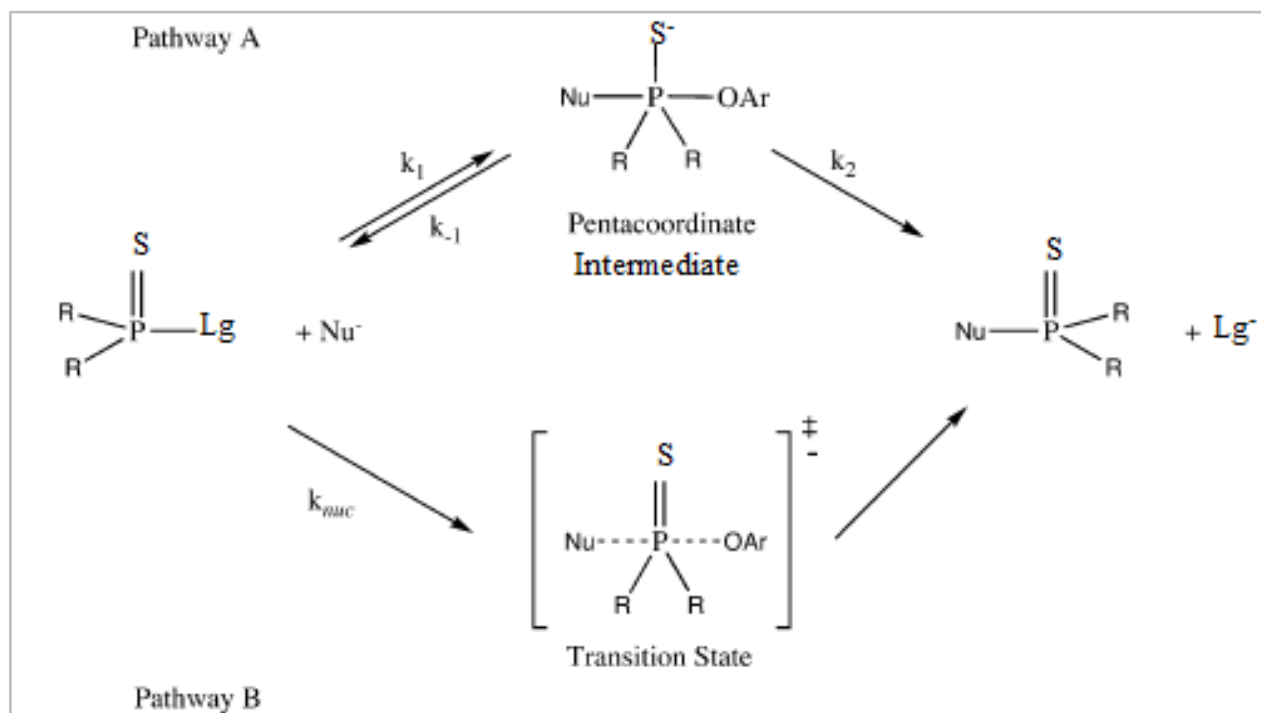 Pathway A
S-
Nu P OAr
R R
k1
k-1
k2
Pentacoordinate
Intermediate
S
R P Lg + Nu-
R
S
Nu P R + Lg-
R
knuc
‡
-
S
Nu P OAr
R R
Transition State
Pathway B